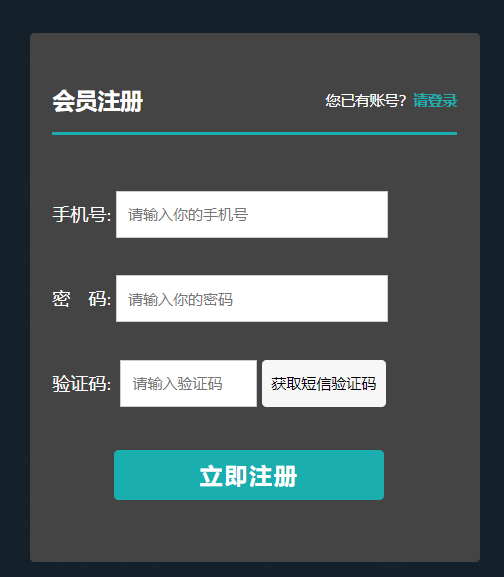 会员注册 您已有账号？请登录
手机号: 请输入你的手机号
密 码: 请输入你的密码
验证码: 请输入验证码 获取短信验证码
立即注册